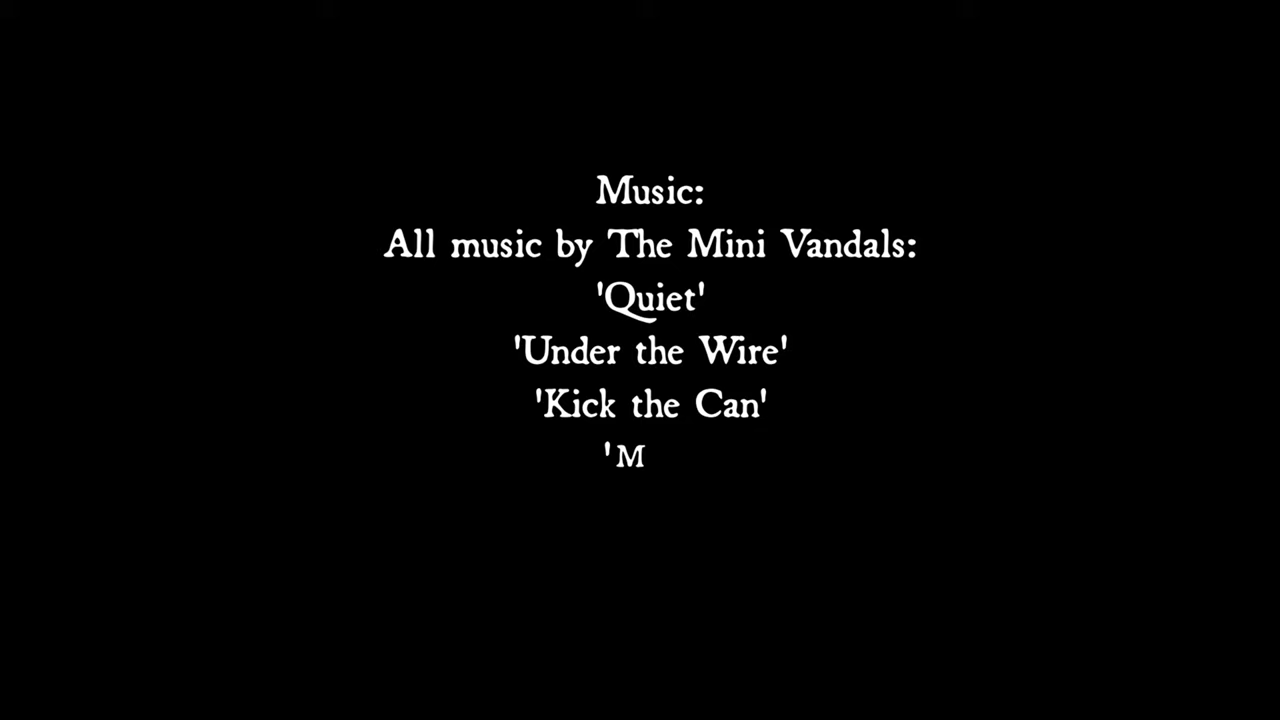 Music:
All music by The Mini Vandals:
'Quiet'
'Under the Wire'
'Kick the Can'
'M